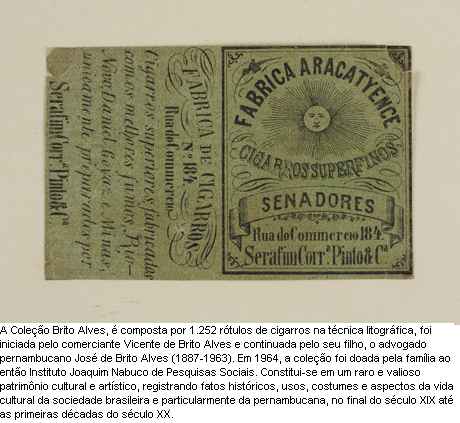 FABRICA ARACATYENCE
CIGARROS SUPERFINOS
SENADORES
Rua do Commercio 184.
Serafim Corrª Pinto & Cª
FABRICA DE CIGARROS
Rua do Commercio
Nº 184.
Cigarros superiores fabricados
com os melhores fumos, Rio-
Novo, Daniel, Goyaz, e Minas,
unicamente preparados por
Serafim Corrª Pinto & Cª
A Coleção Brito Alves, é composta por 1.252 rótulos de cigarros na técnica litográfica, foi
iniciada pelo comerciante Vicente de Brito Alves e continuada pelo seu filho, o advogado
pernambucano José de Brito Alves (1887-1963). Em 1964, a coleção foi doada pela família ao
então Instituto Joaquim Nabuco de Pesquisas Sociais. Constitui-se em um raro e valioso
patrimônio cultural e artístico, registrando fatos históricos, usos, costumes e aspectos da vida
cultural da sociedade brasileira e particularmente da pernambucana, no final do século XIX até
as primeiras décadas do século XX.